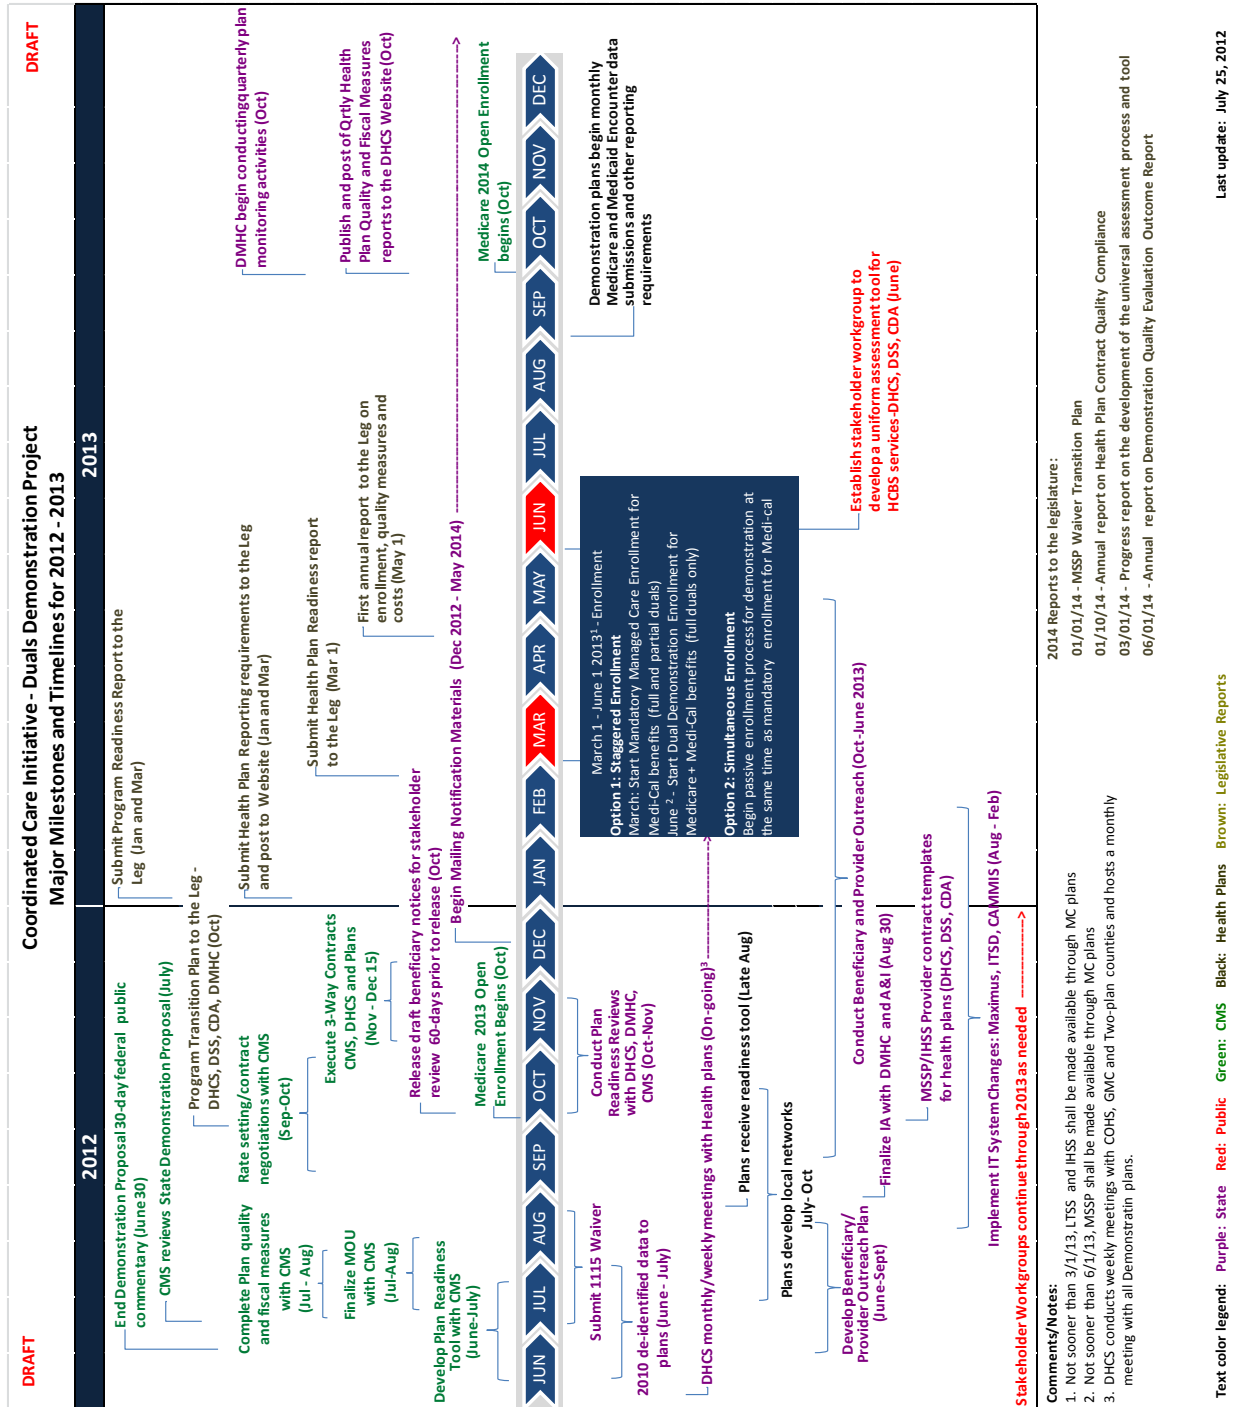 DRAFT
Coordinated Care Initiative - Duals Demonstration Project
DRAFT
Major Milestones and Timelines for 2012 - 2013
2012
2013
End Demonstration Proposal 30-day federal public
commentary (June 30)
CMS reviews State Demonstration Proposal (July)
Program Transition Plan to the Leg -
DHCS, DSS, CDA, DMHC (Oct)
Complete Plan quality
and fiscal measures
with CMS
(Jul - Aug)
Rate setting/contract
negotiations with CMS
(Sep-Oct)
Finalize MOU
with CMS
(Jul-Aug)
Execute 3-Way Contracts
CMS, DHCS and Plans
(Nov - Dec 15)
Develop Plan Readiness
Tool with CMS
(June-July)
Release draft beneficiary notices for stakeholder
review 60-days prior to release (Oct)
Medicare 2013 Open
Enrollment Begins (Oct)
Submit Program Readiness Report to the
Leg (Jan and Mar)
Submit Health Plan Reporting requirements to the Leg
and post to Website (Jan and Mar)
Submit Health Plan Readiness report
to the Leg (Mar 1)
First annual report to the Leg on
enrollment, quality measures and
costs (May 1)
Begin Mailing Notification Materials (Dec 2012 - May 2014) ------------------------>
DMHC begin conductingquarterly plan
monitoring activities (Oct)
Publish and post of Qrtly Health
Plan Quality and Fiscal Measures
reports to the DHCS Website (Oct)
Medicare 2014 Open Enrollment
begins (Oct)
JUN
JUL
AUG
SEP
OCT
NOV
DEC
JAN
FEB
MAR
APR
MAY
JUN
JUL
AUG
SEP
OCT
NOV
DEC
Submit 1115 Waiver
2010 de-identified data to
plans (June - July)
Conduct Plan
Readiness Reviews
with DHCS, DMHC,
CMS (Oct-Nov)
DHCS monthly/weekly meetings with Health plans (On-going)³ ---------------->
Plans receive readiness tool (Late Aug)
Plans develop local networks
July- Oct
Develop Beneficiary/
Provider Outreach Plan
(June-Sept)
Conduct Beneficiary and Provider Outreach (Oct-June 2013)
Finalize IA with DMHC and A&I (Aug 30)
MSSP/IHSS Provider contract templates
for health plans (DHCS, DSS, CDA)
Implement IT System Changes: Maximus, ITSD, CAMMIS (Aug - Feb)
Stakeholder Workgroups continue through 2013 as needed ------------->
March 1 - June 1 2013¹ - Enrollment
Option 1: Staggered Enrollment
March: Start Mandatory Managed Care Enrollment for
Medi-Cal benefits (full and partial duals)
June ² - Start Dual Demonstration Enrollment for
Medicare + Medi-Cal benefits (full duals only)
Option 2: Simultaneous Enrollment
Begin passive enrollment process for demonstration at
the same time as mandatory enrollment for Medi-cal
Demonstration plans begin monthly
Medicare and Medicaid Encounter data
submissions and other reporting
requirements
Establish stakeholder workgroup to
develop a uniform assessment tool for
HCBS services-DHCS, DSS, CDA (June)
Comments/Notes:
1. Not sooner than 3/1/13, LTSS and IHSS shall be made available through MC plans
2. Not sooner than 6/1/13, MSSP shall be made available through MC plans
3. DHCS conducts weekly meetings with COHS, GMC and Two-plan counties and hosts a monthly
meeting with all Demonstratin plans.
2014 Reports to the legislature:
01/01/14 - MSSP Waiver Transition Plan
01/10/14 - Annual report on Health Plan Contract Quality Compliance
03/01/14 - Progress report on the development of the universal assessment process and tool
06/01/14 - Annual report on Demonstration Quality Evaluation Outcome Report
Text color legend: Purple: State Red: Public Green: CMS Black: Health Plans Brown: Legislative Reports
Last update: July 25, 2012